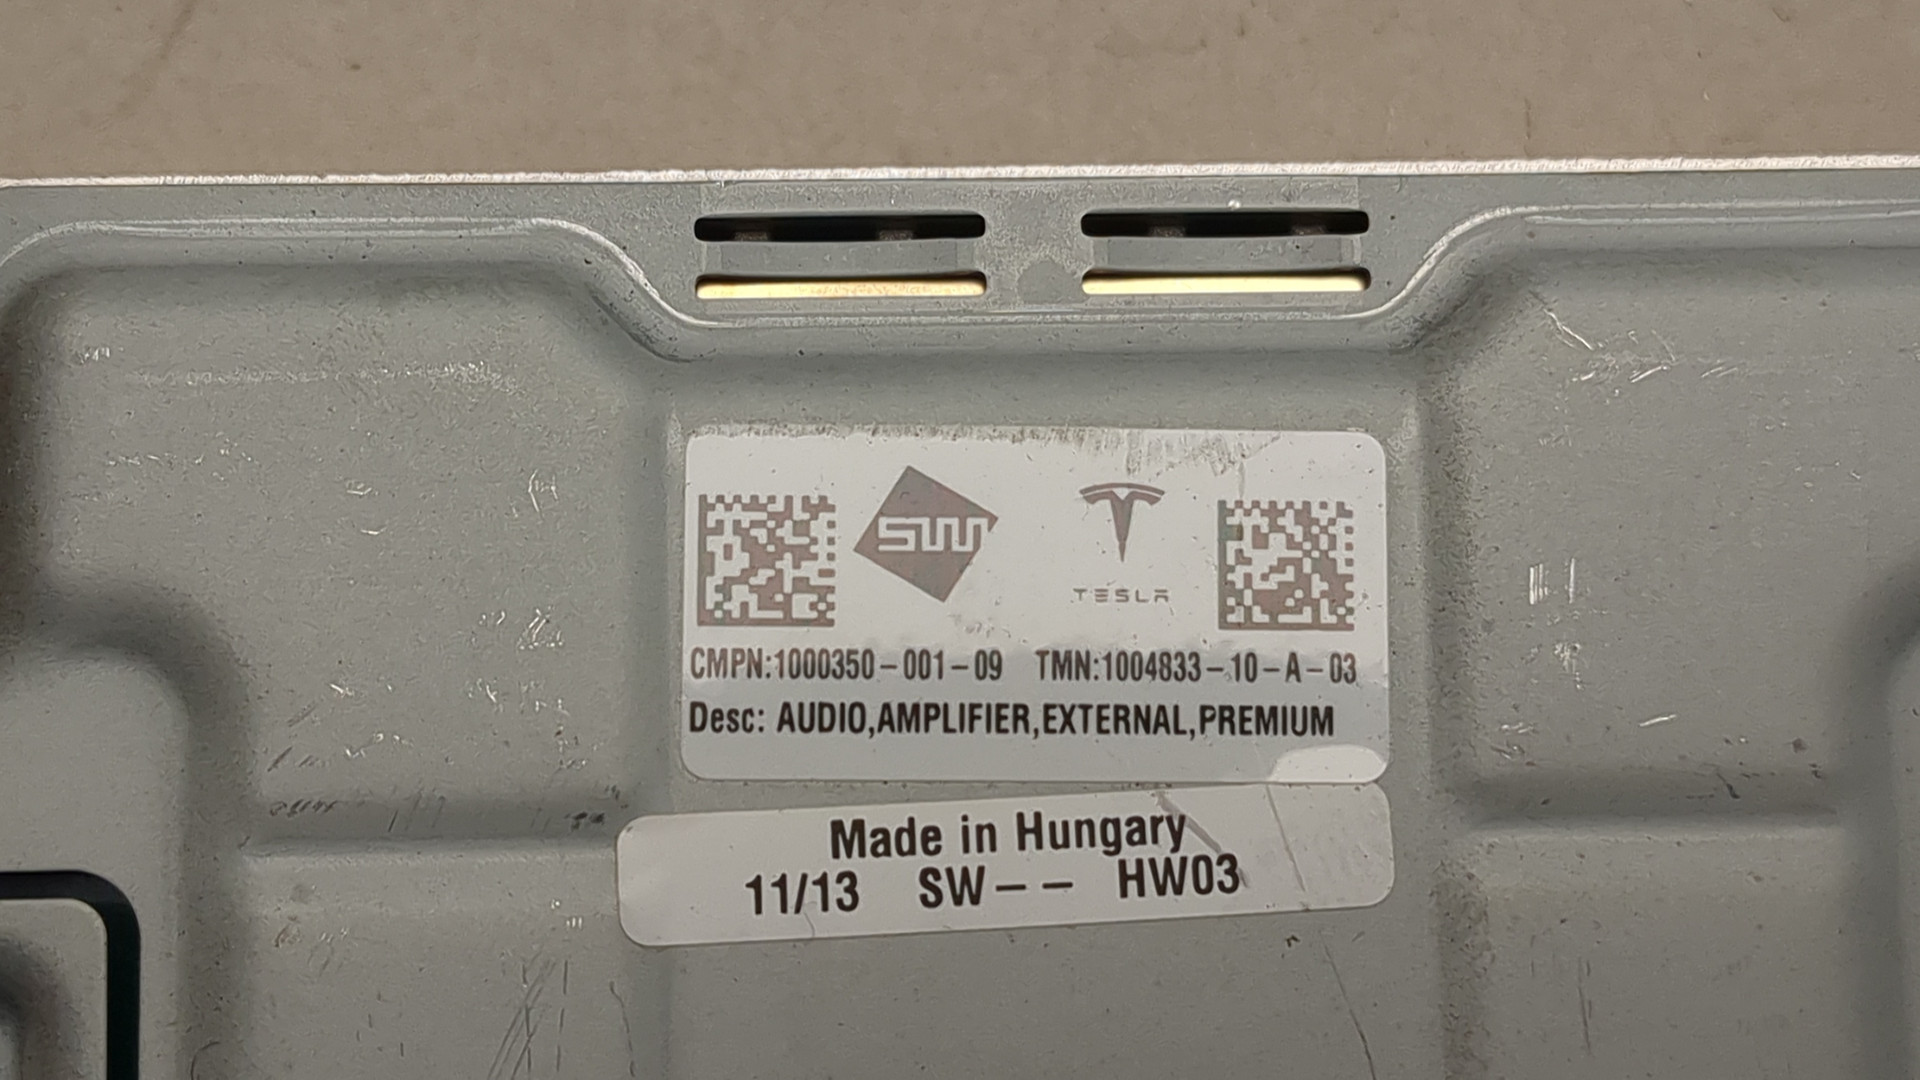 SW
TESLA
CMPN:1000350-001-09 TMN:1004833-10-A-03
Desc: AUDIO,AMPLIFIER,EXTERNAL,PREMIUM
Made in Hungary
11/13 SW-- HW03